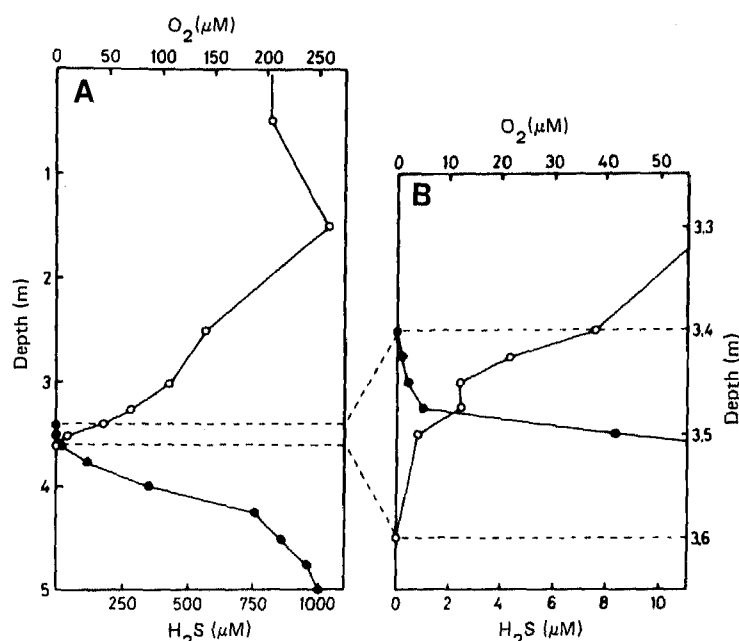 O2(μM)
0 50 100 150 200 250
A
1
2
3
4
5
Depth (m)
250 500 750 1000
H2S (μM)
O2(μM)
0 10 20 30 40 50
B
3.3
3.4
3.5
3.6
Depth (m)
0 2 4 6 8 10
H2S (μM)